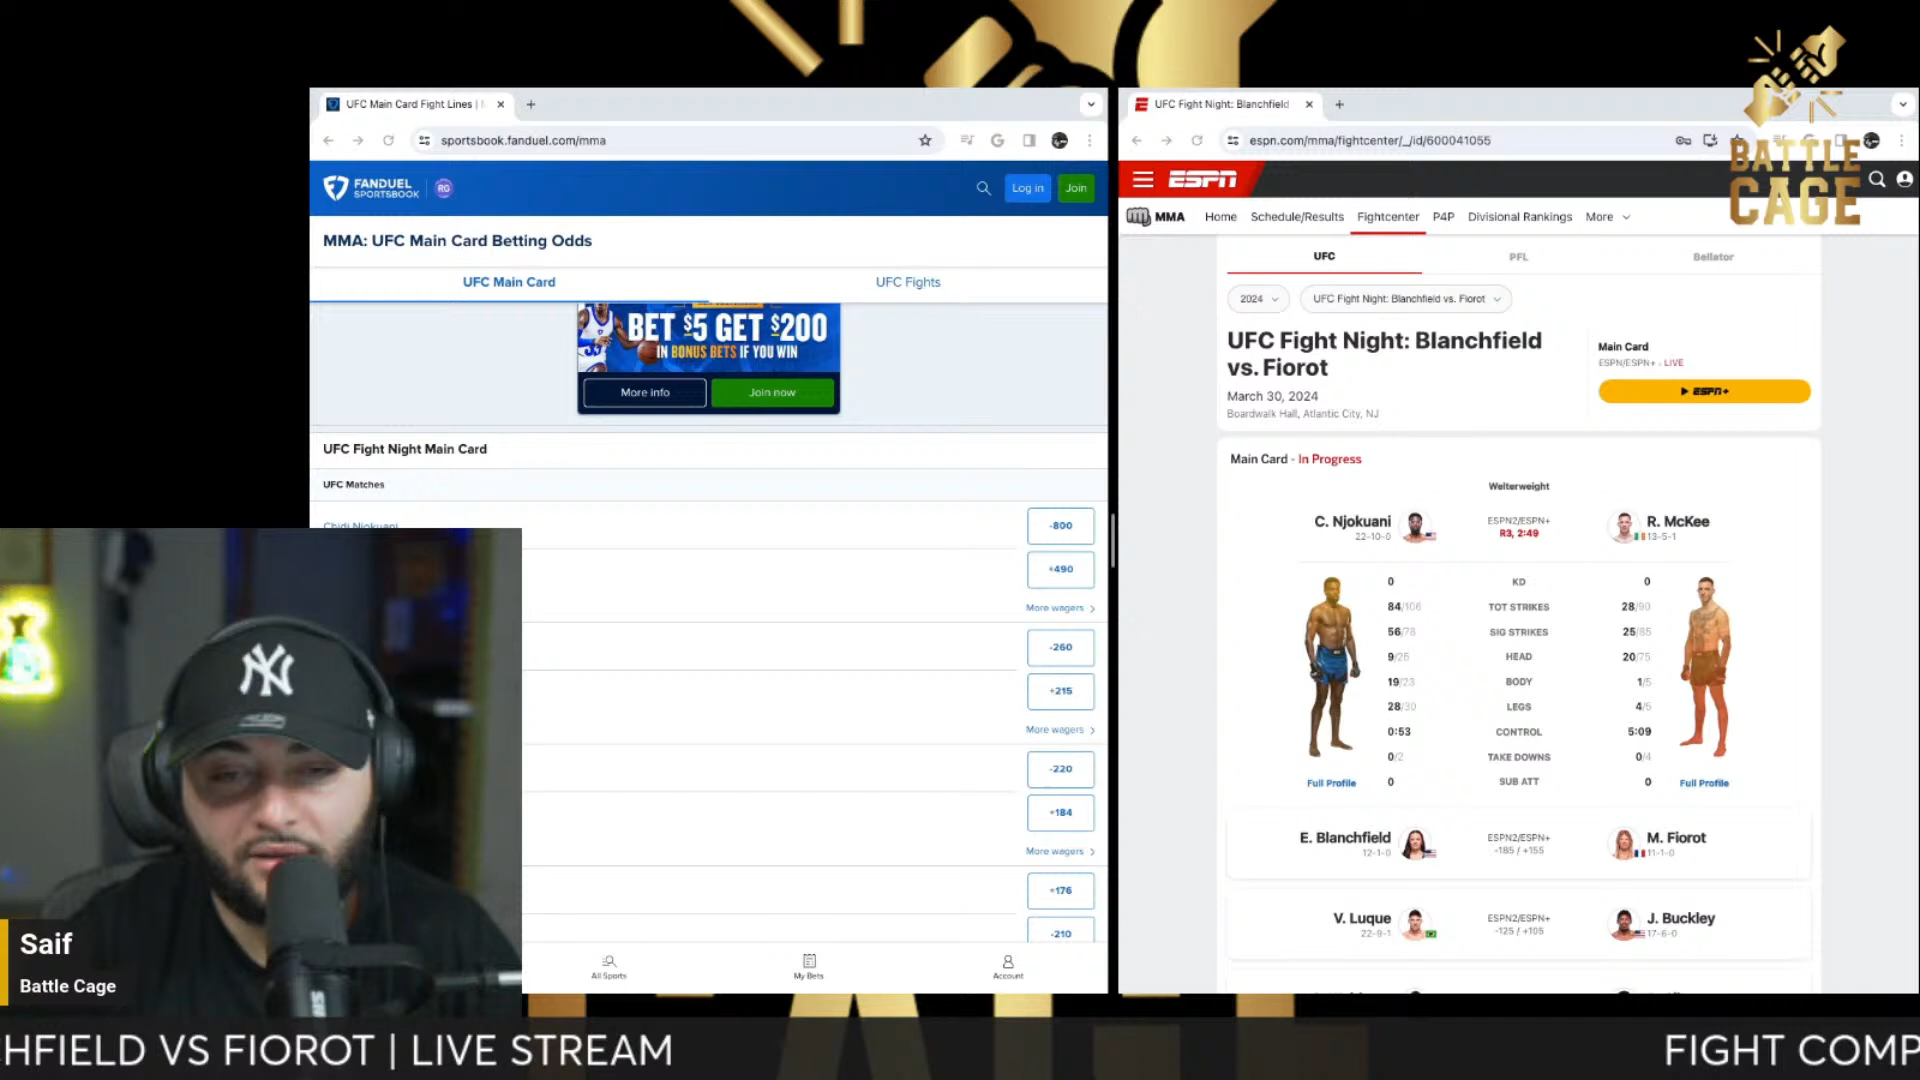 UFC Main Card Fight Lines |
sportsbook.fanduel.com/mma
FANDUEL
SPORTSBOOK
RG
Log in
Join
MMA: UFC Main Card Betting Odds
UFC Main Card
UFC Fights
BET $5 GET $200
IN BONUS BETS IF YOU WIN
More info
Join now
UFC Fight Night Main Card
UFC Matches
Chidi Njokuani
-800
+490
More wagers
-260
+215
More wagers
-220
+184
More wagers
+176
-210
All Sports
My Bets
Account
UFC Fight Night: Blanchfield
espn.com/mma/fightcenter/_/id/600041055
BATTLE
CAGE
ESPN
MMA
Home
Schedule/Results
Fightcenter
P4P
Divisional Rankings
More
UFC
PFL
Bellator
2024
UFC Fight Night: Blanchfield vs. Fiorot
UFC Fight Night: Blanchfield
vs. Fiorot
March 30, 2024
Boardwalk Hall, Atlantic City, NJ
Main Card
ESPN/ESPN+ - LIVE
ESPN+
Main Card - In Progress
Welterweight
C. Njokuani
22-10-0
ESPN2/ESPN+
R3, 2:49
R. McKee
13-5-1
0 KD 0
84/106 TOT STRIKES 28/90
56/78 SIG STRIKES 25/85
9/25 HEAD 20/75
19/23 BODY 1/5
28/30 LEGS 4/5
0:53 CONTROL 5:09
0/2 TAKE DOWNS 0/4
0 SUB ATT 0
Full Profile
Full Profile
E. Blanchfield
12-1-0
ESPN2/ESPN+
-185 / +155
M. Fiorot
11-1-0
V. Luque
22-9-1
ESPN2/ESPN+
-125 / +105
J. Buckley
17-6-0
NY
Saif
Battle Cage
CHFIELD VS FIOROT | LIVE STREAM
FIGHT COMP